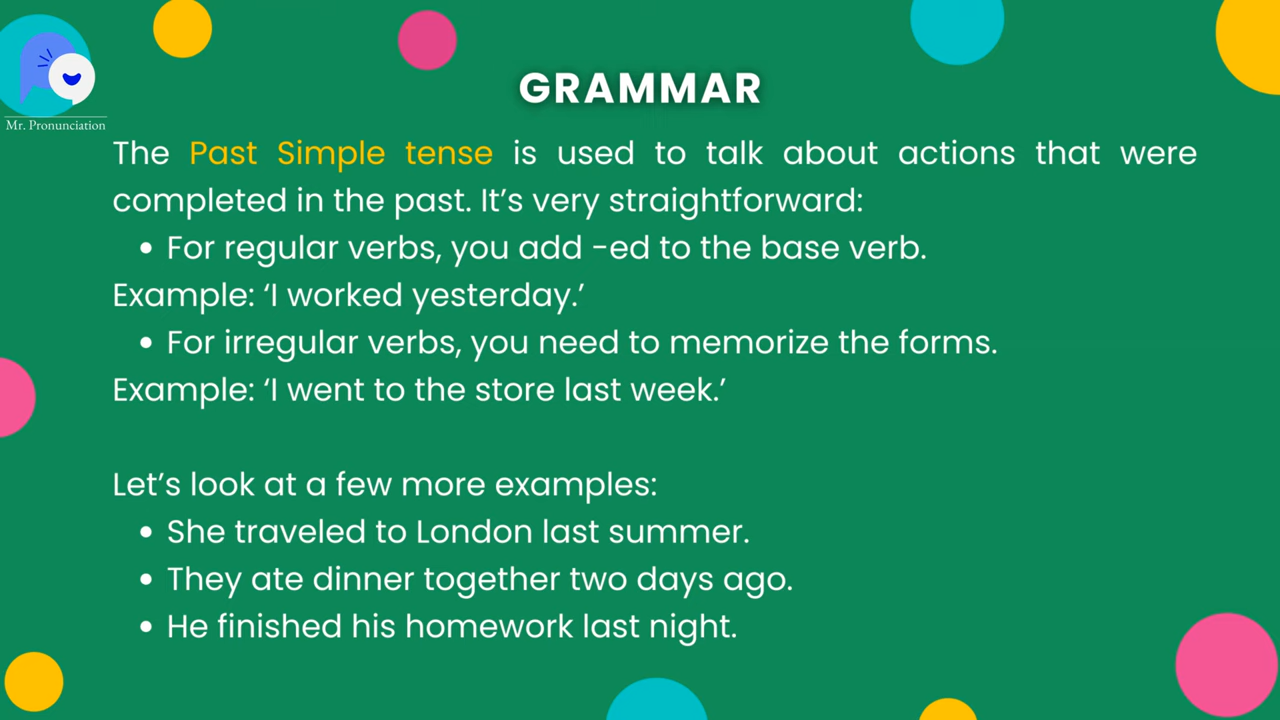 Mr. Pronunciation
GRAMMAR
The Past Simple tense is used to talk about actions that were
completed in the past. It’s very straightforward:
• For regular verbs, you add -ed to the base verb.
Example: ‘I worked yesterday.’
• For irregular verbs, you need to memorize the forms.
Example: ‘I went to the store last week.’
Let’s look at a few more examples:
• She traveled to London last summer.
• They ate dinner together two days ago.
• He finished his homework last night.